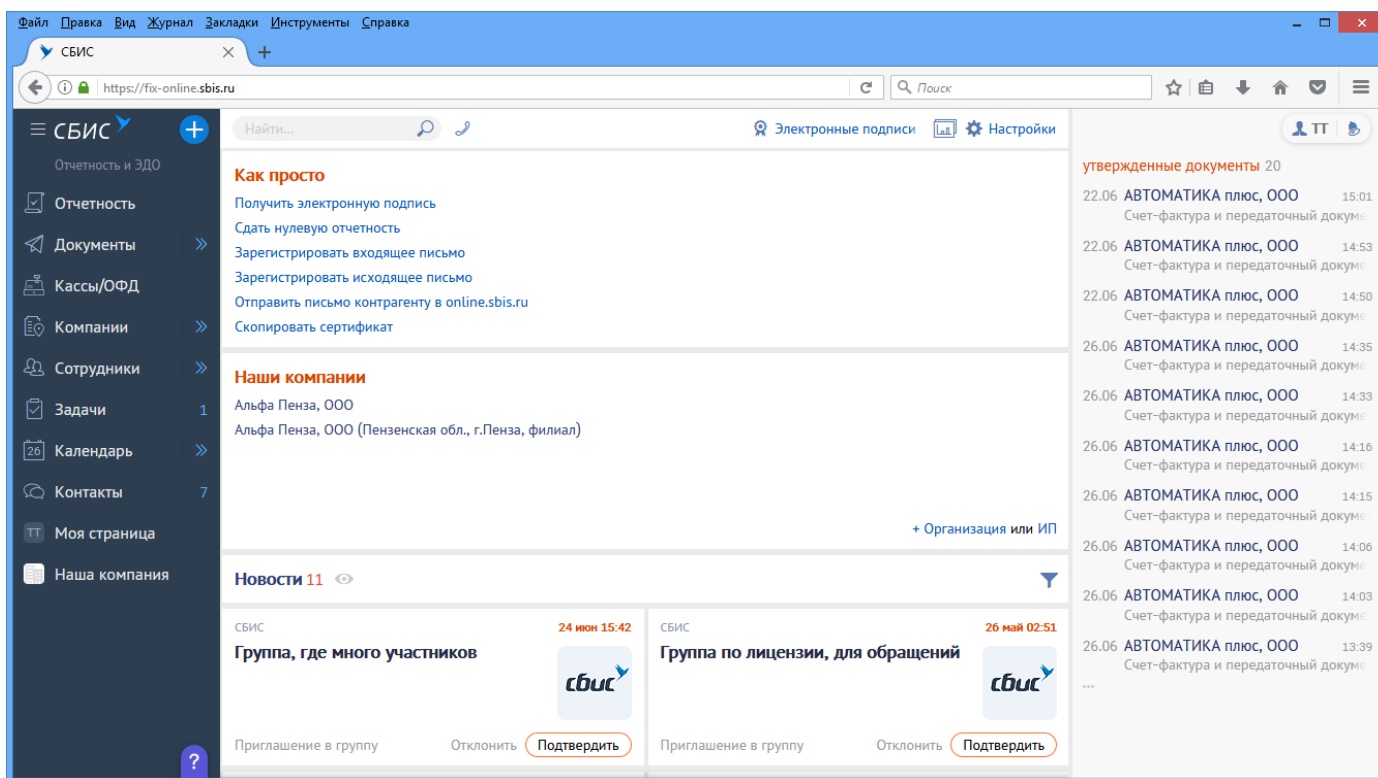 Файл Правка Вид Журнал Закладки Инструменты Справка
СБИС
https://fix-online.sbis.ru
Поиск
СБИС
Отчетность и ЭДО
Отчетность
Документы
Кассы/ОФД
Компании
Сотрудники
Задачи 1
26 Календарь
Контакты 7
ТТ Моя страница
Наша компания
?
Найти...
Электронные подписи
Настройки
Как просто
Получить электронную подпись
Сдать нулевую отчетность
Зарегистрировать входящее письмо
Зарегистрировать исходящее письмо
Отправить письмо контрагенту в online.sbis.ru
Скопировать сертификат
Наши компании
Альфа Пенза, ООО
Альфа Пенза, ООО (Пензенская обл., г.Пенза, филиал)
+ Организация или ИП
Новости 11
СБИС 24 июн 15:42
Группа, где много участников
сбис
Приглашение в группу Отклонить Подтвердить
СБИС 26 май 02:51
Группа по лицензии, для обращений
сбис
Приглашение в группу Отклонить Подтвердить
ТТ
утвержденные документы 20
22.06 АВТОМАТИКА плюс, ООО 15:01
Счет-фактура и передаточный докуме
22.06 АВТОМАТИКА плюс, ООО 14:53
Счет-фактура и передаточный докуме
22.06 АВТОМАТИКА плюс, ООО 14:50
Счет-фактура и передаточный докуме
26.06 АВТОМАТИКА плюс, ООО 14:35
Счет-фактура и передаточный докуме
26.06 АВТОМАТИКА плюс, ООО 14:33
Счет-фактура и передаточный докуме
26.06 АВТОМАТИКА плюс, ООО 14:16
Счет-фактура и передаточный докуме
26.06 АВТОМАТИКА плюс, ООО 14:15
Счет-фактура и передаточный докуме
26.06 АВТОМАТИКА плюс, ООО 14:06
Счет-фактура и передаточный докуме
26.06 АВТОМАТИКА плюс, ООО 14:03
Счет-фактура и передаточный докуме
26.06 АВТОМАТИКА плюс, ООО 13:39
Счет-фактура и передаточный докуме
...